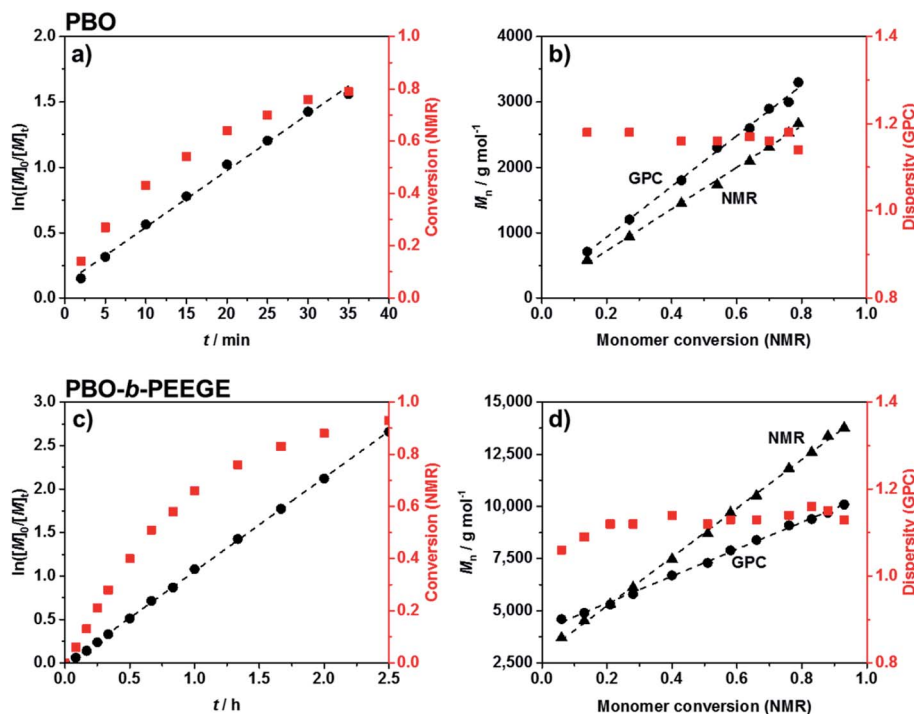 PBO
a)
2.0
1.5
1.0
0.5
0.0
ln([M]₀/[M]ₜ)
1.0
0.8
0.6
0.4
0.2
0.0
Conversion (NMR)
0 5 10 15 20 25 30 35 40
t / min
b)
4000
3000
2000
1000
0
Mₙ / g mol⁻¹
GPC
NMR
1.4
1.2
1.0
0.8
Dispersity (GPC)
0.0 0.2 0.4 0.6 0.8 1.0
Monomer conversion (NMR)
PBO-b-PEEGE
c)
3.0
2.5
2.0
1.5
1.0
0.5
0.0
ln([M]₀/[M]ₜ)
1.0
0.8
0.6
0.4
0.2
0.0
Conversion (NMR)
0.0 0.5 1.0 1.5 2.0 2.5
t / h
d)
15,000
12,500
10,000
7,500
5,000
2,500
Mₙ / g mol⁻¹
NMR
GPC
1.4
1.2
1.0
0.8
Dispersity (GPC)
0.0 0.2 0.4 0.6 0.8 1.0
Monomer conversion (NMR)